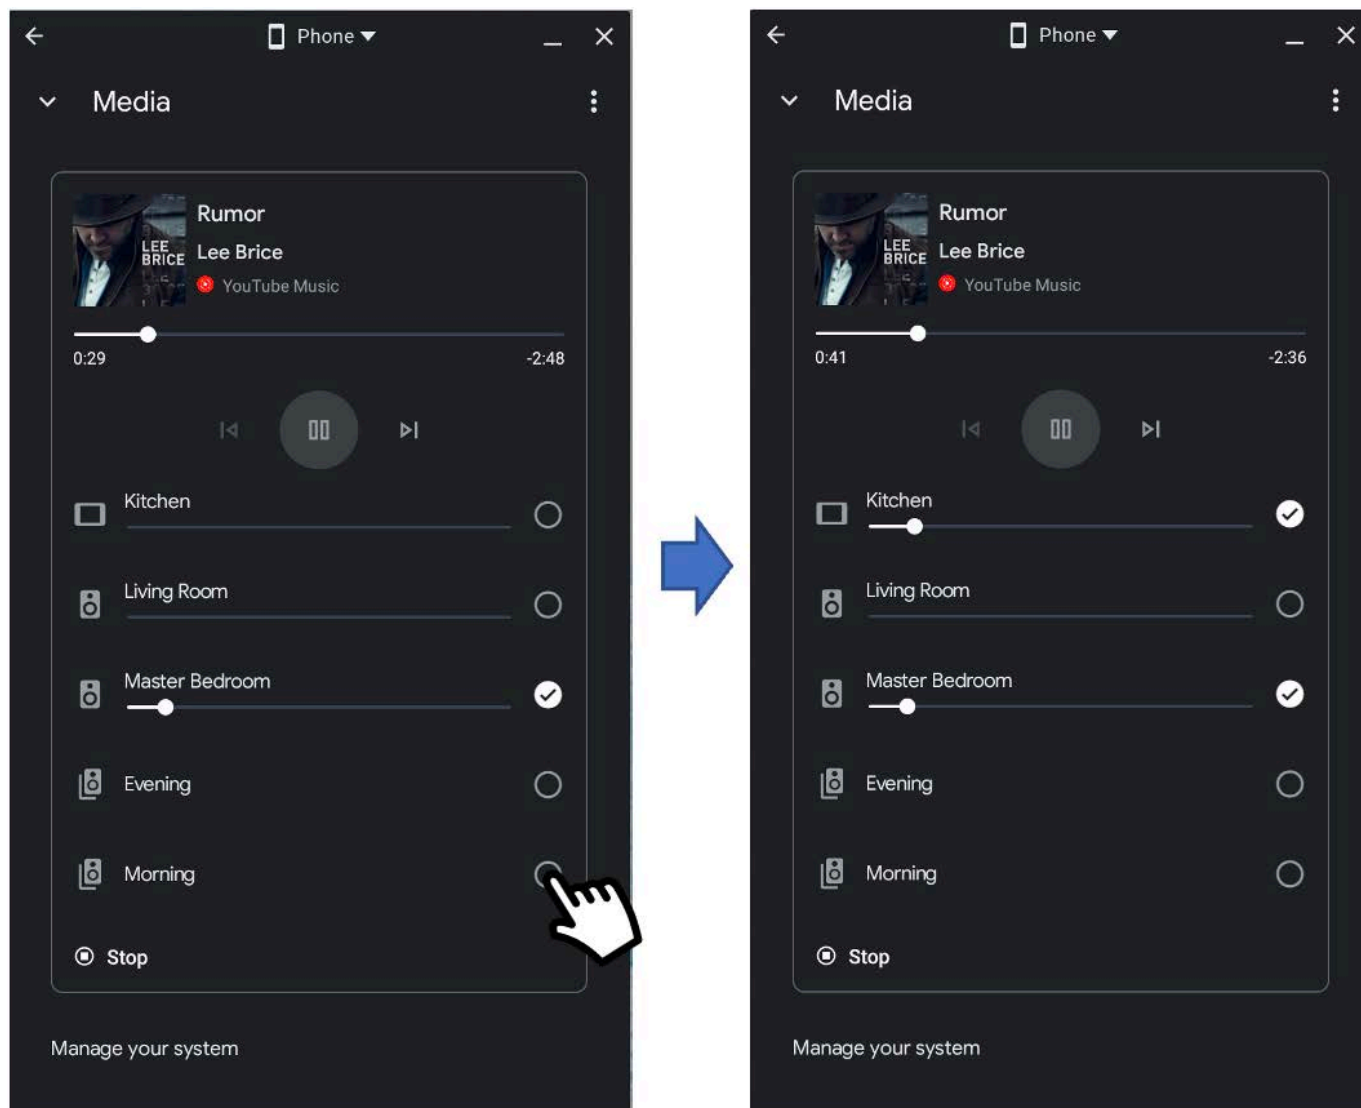 Phone
Media
Rumor
LEE
BRICE
Lee Brice
YouTube Music
0:29
-2:48
Kitchen
Living Room
Master Bedroom
Evening
Morning
Stop
Manage your system
Phone
Media
Rumor
LEE
BRICE
Lee Brice
YouTube Music
0:41
-2:36
Kitchen
Living Room
Master Bedroom
Evening
Morning
Stop
Manage your system